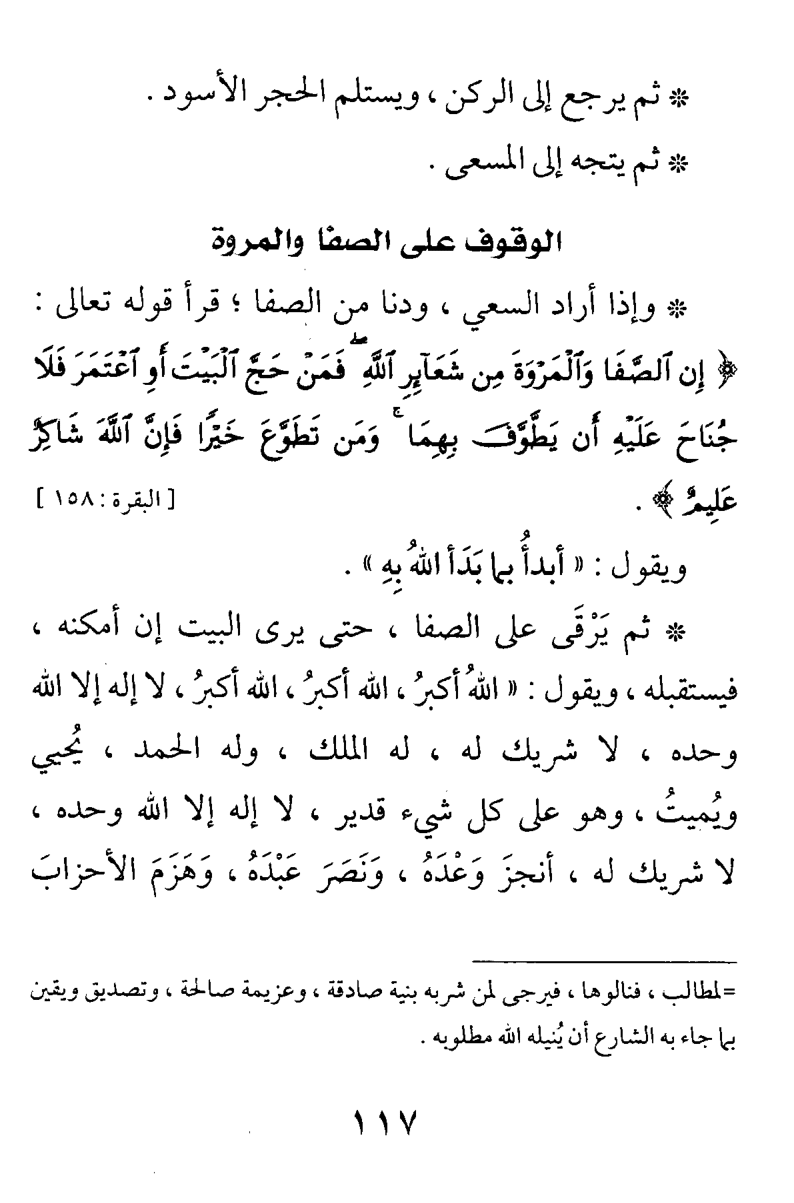 ❊ ثم يرجع إلى الركن ، ويستلم الحجر الأسود .
❊ ثم يتجه إلى المسعى .
الوقوف على الصفا والمروة
❊ وإذا أراد السعي ، ودنا من الصفا ؛ قرأ قوله تعالى :
﴿ إِن ٱلصَّفَا وَٱلْمَرْوَةَ مِن شَعَآئِرِ ٱللَّهِ ۖ فَمَنْ حَجَّ ٱلْبَيْتَ أَوِ ٱعْتَمَرَ فَلَا
جُنَاحَ عَلَيْهِ أَن يَطَّوَّفَ بِهِمَا ۚ وَمَن تَطَوَّعَ خَيْرًا فَإِنَّ ٱللَّهَ شَاكِرٌ
عَلِيمٌ ﴾ . [ البقرة : ١٥٨ ]
ويقول : « أبدأُ بِما بَدَأ اللهُ بِهِ » .
❊ ثم يَرْقَى على الصفا ، حتى يرى البيت إن أمكنه ،
فيستقبله ، ويقول : « اللهُ أكبرُ ، الله أكبرُ ، الله أكبرُ ، لا إله إلا الله
وحده ، لا شريك له ، له الملك ، وله الحمد ، يُحيي
ويُميتُ ، وهو على كل شيء قدير ، لا إله إلا الله وحده ،
لا شريك له ، أنجزَ وَعْدَهُ ، وَنَصَرَ عَبْدَهُ ، وَهَزَمَ الأحزابَ
=لمطالب ، فنالوها ، فيرجى لمن شربه بنية صادقة ، وعزيمة صالحة ، وتصديق ويقين
بما جاء به الشارع أن يُنيله الله مطلوبه .
١١٧